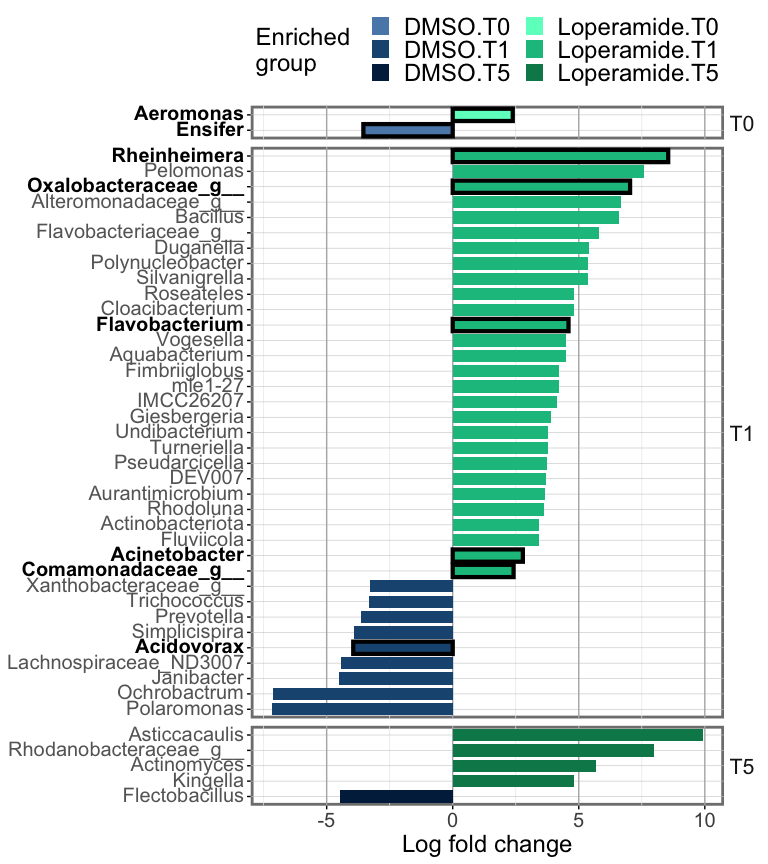 Enriched group
DMSO.T0
DMSO.T1
DMSO.T5
Loperamide.T0
Loperamide.T1
Loperamide.T5
Aeromonas
Ensifer
T0
Rheinheimera
Pelomonas
Oxalobacteraceae_g__
Alteromonadaceae_g__
Bacillus
Flavobacteriaceae_g__
Duganella
Polynucleobacter
Silvanigrella
Roseateles
Cloacibacterium
Flavobacterium
Vogesella
Aquabacterium
Fimbriiglobus
mle1-27
IMCC26207
Giesbergeria
Undibacterium
Turneriella
Pseudarcicella
DEV007
Aurantimicrobium
Rhodoluna
Actinobacteriota
Fluviicola
Acinetobacter
Comamonadaceae_g__
Xanthobacteraceae_g__
Trichococcus
Prevotella
Simplicispira
Acidovorax
Lachnospiraceae_ND3007
Janibacter
Ochrobactrum
Polaromonas
T1
Asticcacaulis
Rhodanobacteraceae_g__
Actinomyces
Kingella
Flectobacillus
T5
-5 0 5 10
Log fold change